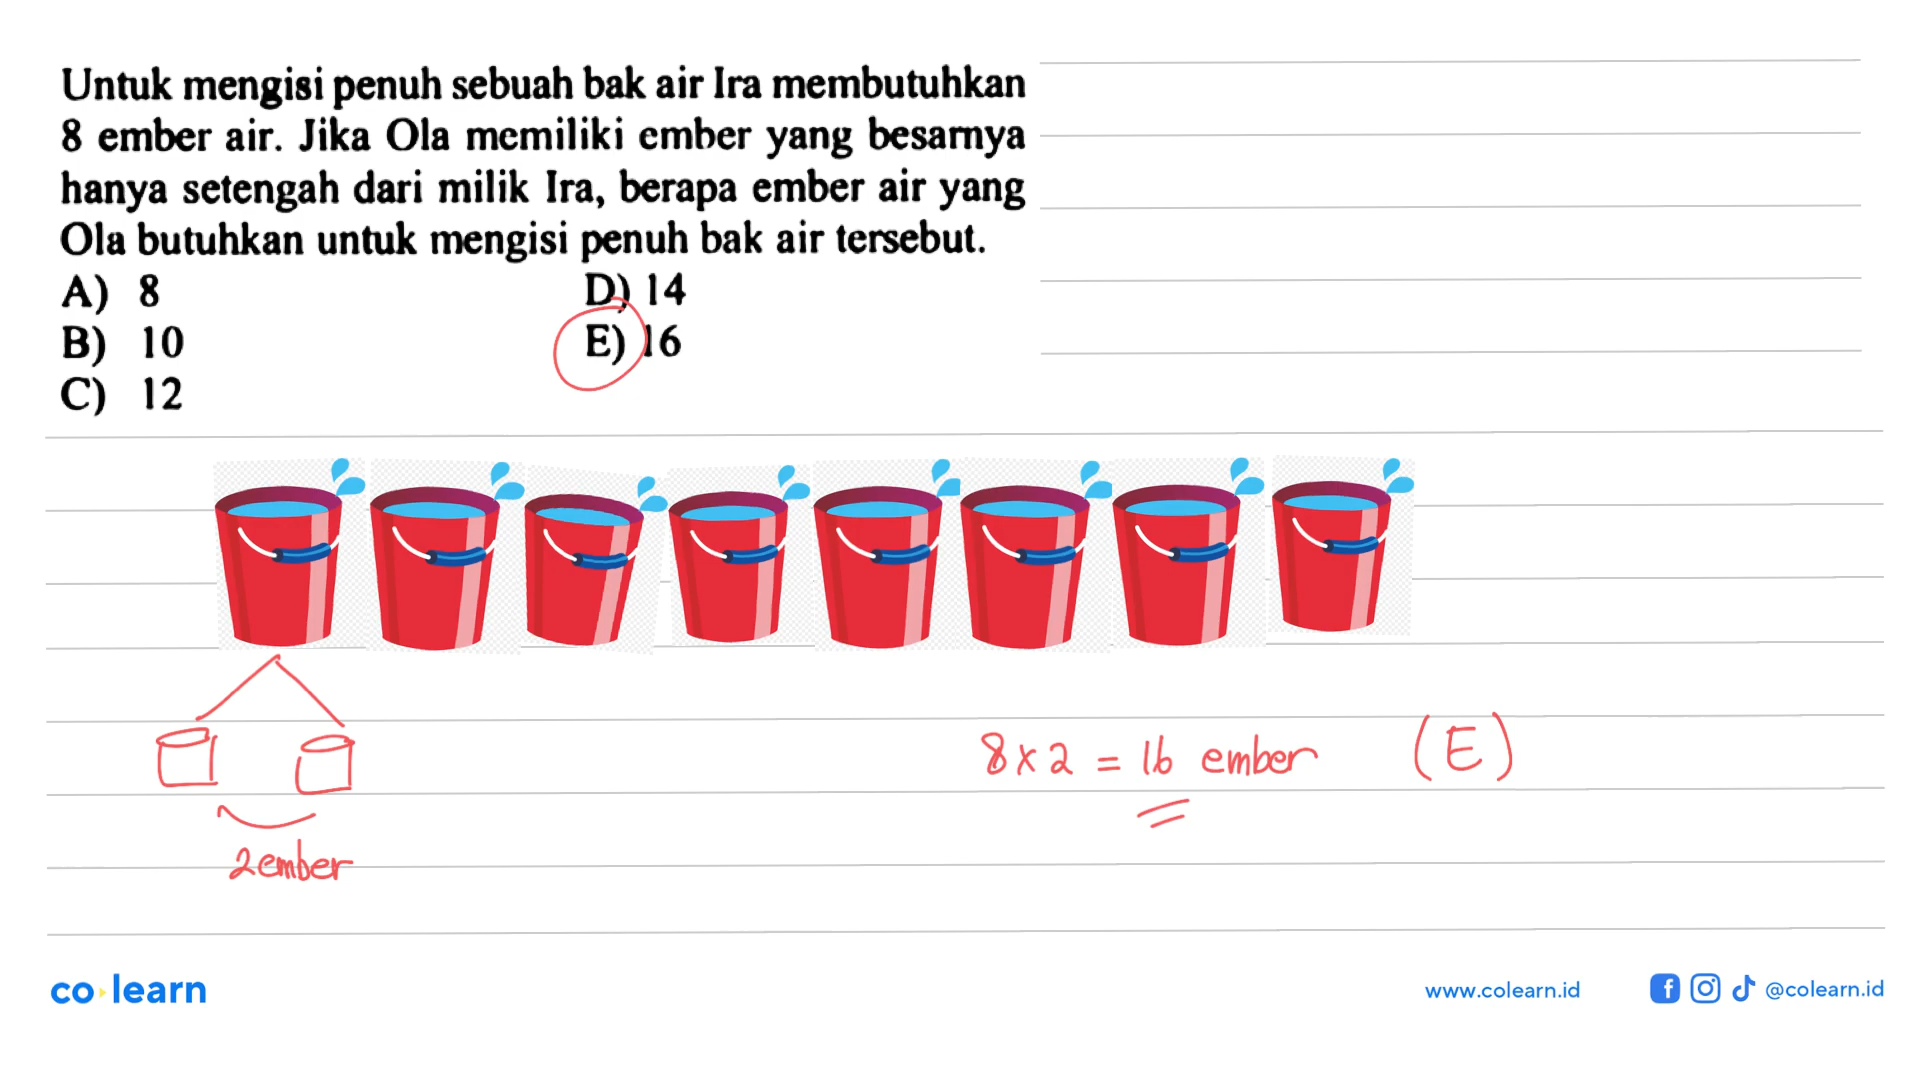 Untuk mengisi penuh sebuah bak air Ira membutuhkan
8 ember air. Jika Ola memiliki ember yang besarnya
hanya setengah dari milik Ira, berapa ember air yang
Ola butuhkan untuk mengisi penuh bak air tersebut.
A) 8
D) 14
B) 10
E) 16
C) 12
8 x 2 = 16 ember (E)
2 ember
co learn
www.colearn.id
@colearn.id